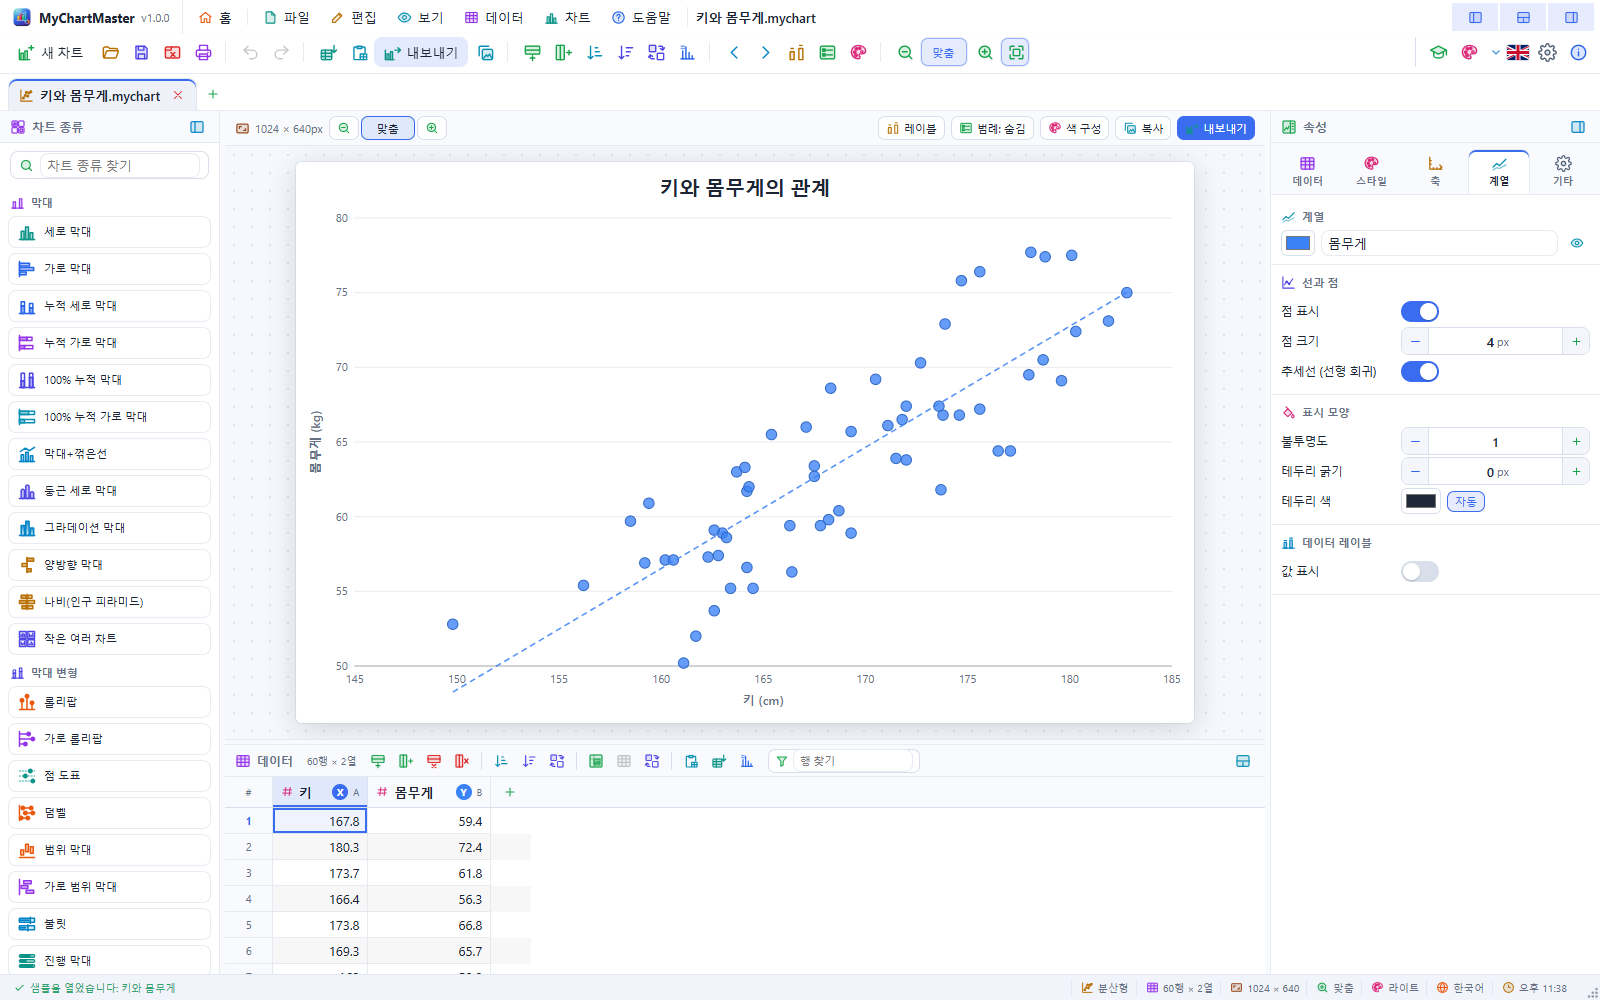 MyChartMaster v1.0.0 홈 파일 편집 보기 데이터 차트 도움말 키와 몸무게.mychart
새 차트 내보내기 맞춤
키와 몸무게.mychart
차트 종류
차트 종류 찾기
막대
세로 막대
가로 막대
누적 세로 막대
누적 가로 막대
100% 누적 막대
100% 누적 가로 막대
막대+꺾은선
둥근 세로 막대
그라데이션 막대
양방향 막대
나비(인구 피라미드)
작은 여러 차트
막대 변형
롤리팝
가로 롤리팝
점 도표
덤벨
범위 막대
가로 범위 막대
불릿
진행 막대
1024 × 640px 맞춤 레이블 범례: 숨김 색 구성 복사 내보내기
키와 몸무게의 관계
80
75
70
65
60
55
50
몸무게 (kg)
145 150 155 160 165 170 175 180 185
키 (cm)
데이터 60행 × 2열 행 찾기
# 키 X A 몸무게 Y B
1 167.8 59.4
2 180.3 72.4
3 173.7 61.8
4 166.4 56.3
5 173.8 66.8
6 169.3 65.7
속성
데이터 스타일 축 계열 기타
계열
몸무게
선과 점
점 표시
점 크기 4 px
추세선 (선형 회귀)
표시 모양
불투명도 1
테두리 굵기 0 px
테두리 색 자동
데이터 레이블
값 표시
샘플을 열었습니다: 키와 몸무게
분산형 60행 × 2열 1024 × 640 맞춤 라이트 한국어 오후 11:38